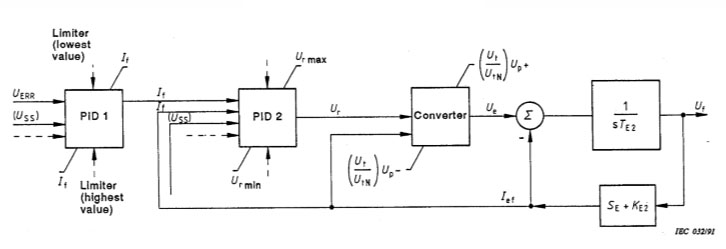 Limiter
(lowest
value)
I_f
U_ERR
(U_SS)
PID 1
I_f
Limiter
(highest
value)
I_f
I_f
(U_SS)
U_r max
PID 2
U_r min
U_r
(U_t/U_tN) U_p+
Converter
(U_t/U_tN) U_p-
U_e
Σ
-
1
sT_E2
U_f
I_ef
S_E + K_E2
IEC 032/91